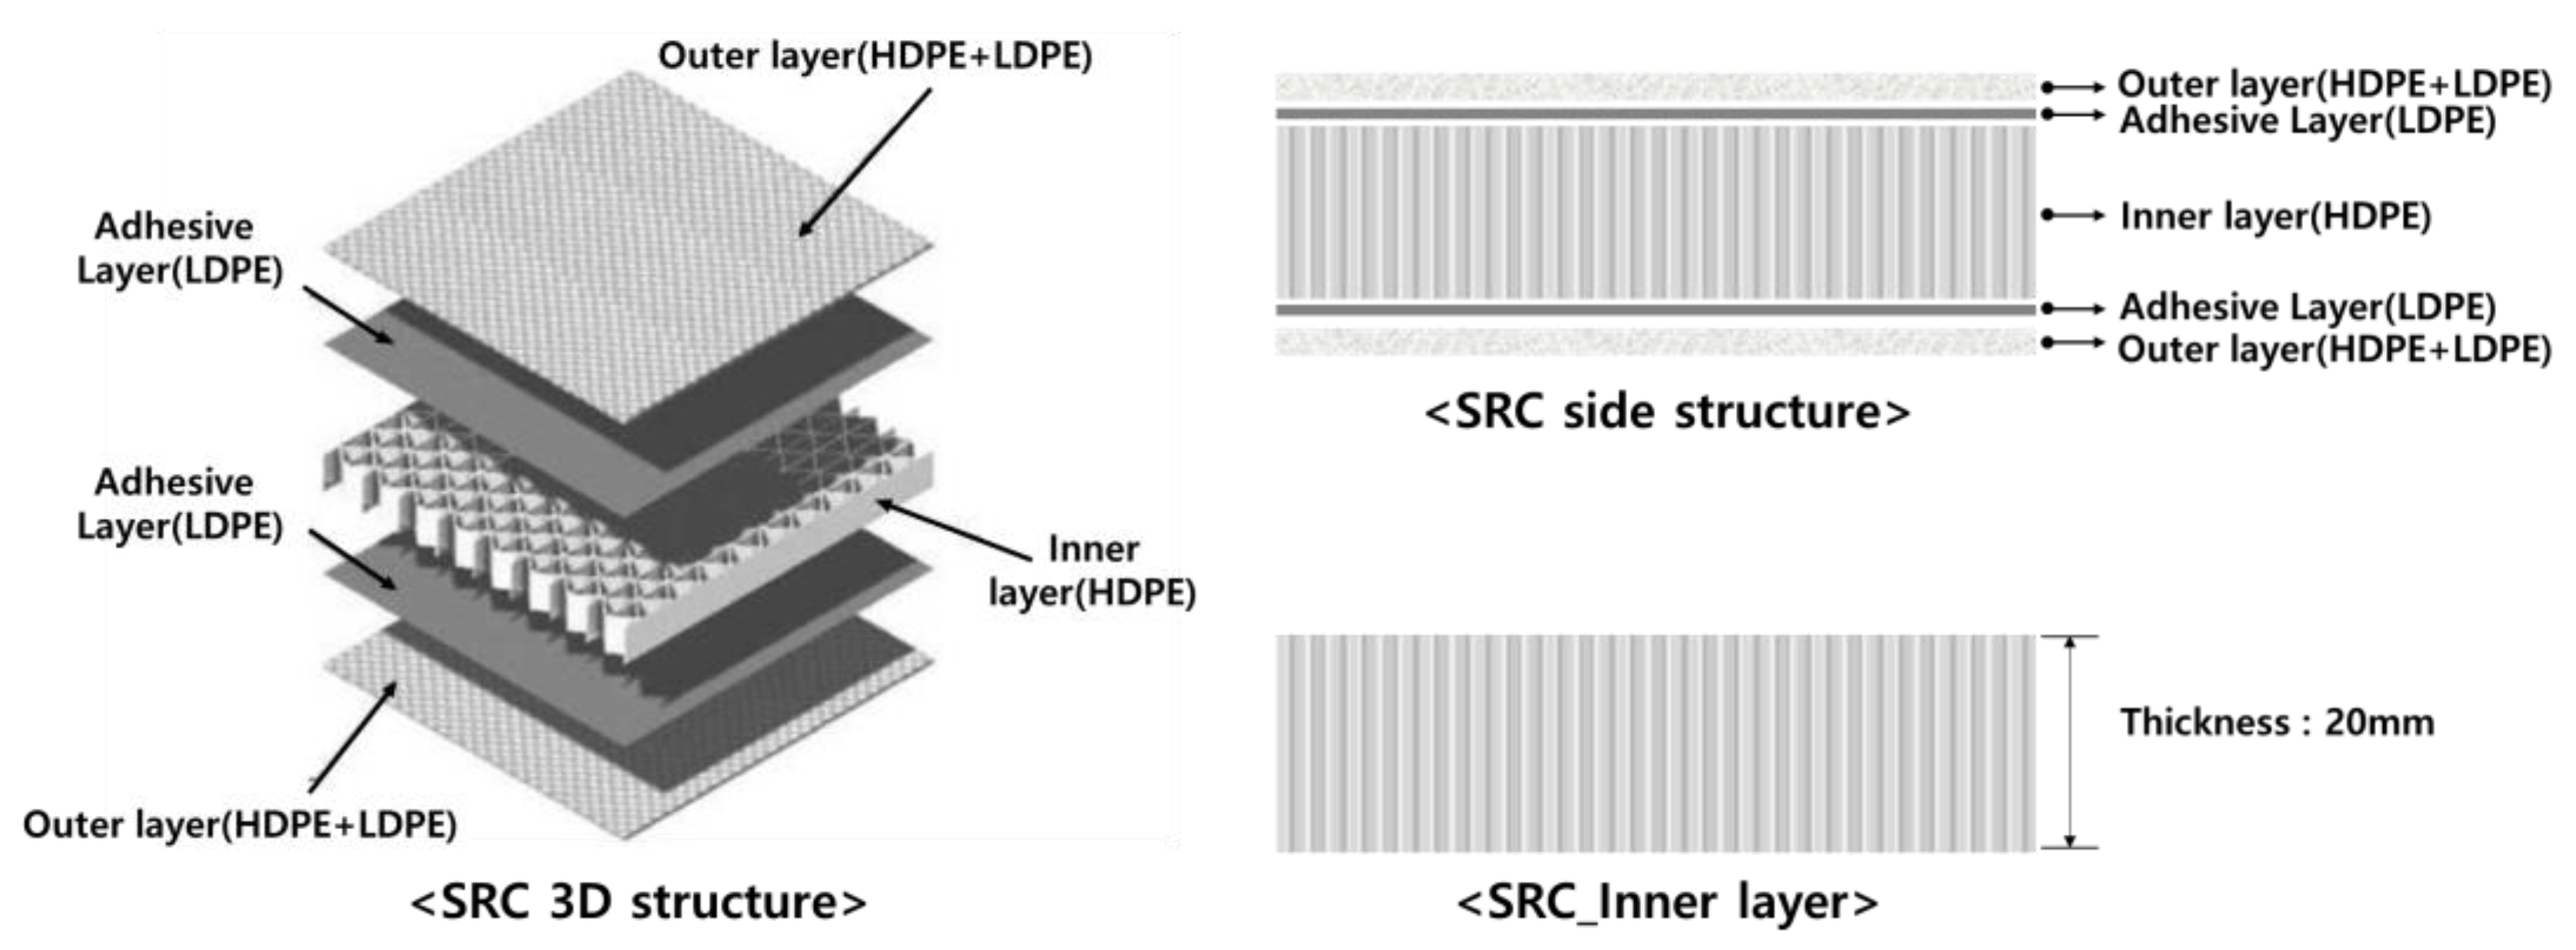 Outer layer(HDPE+LDPE)
Adhesive
Layer(LDPE)
Adhesive
Layer(LDPE)
Inner
layer(HDPE)
Outer layer(HDPE+LDPE)
<SRC 3D structure>
Outer layer(HDPE+LDPE)
Adhesive Layer(LDPE)
Inner layer(HDPE)
Adhesive Layer(LDPE)
Outer layer(HDPE+LDPE)
<SRC side structure>
Thickness : 20mm
<SRC_Inner layer>